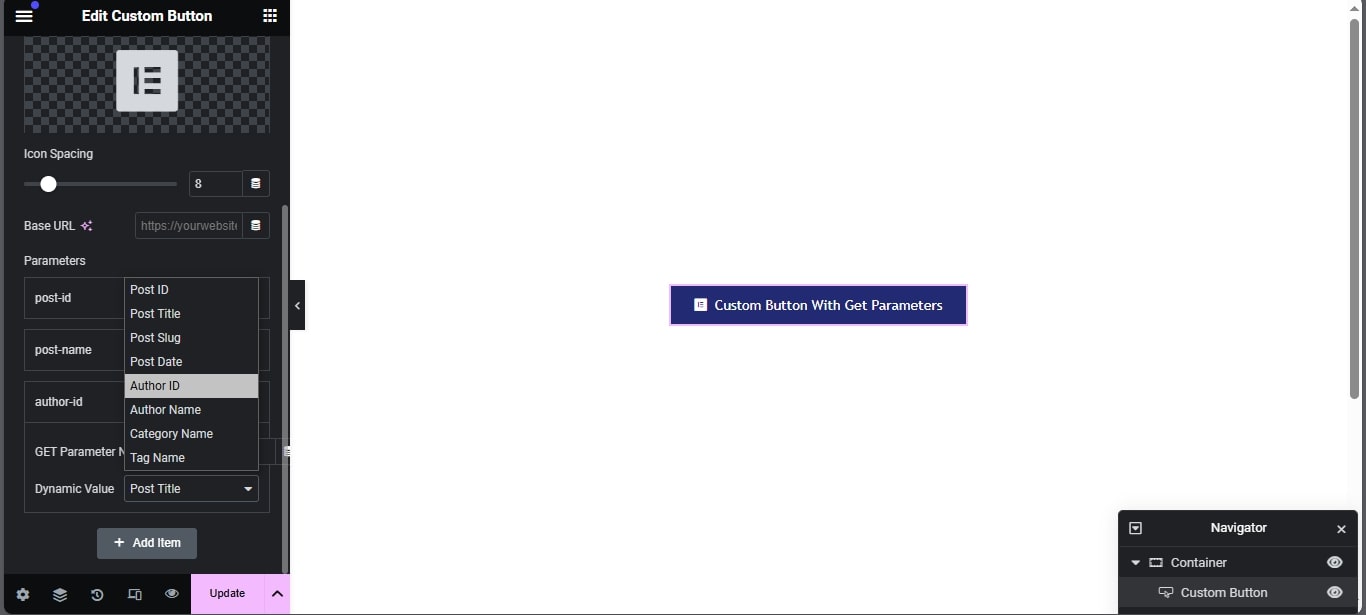 Edit Custom Button
Icon Spacing
8
Base URL
https://yourwebsite
Parameters
post-id
Post ID
Post Title
Post Slug
post-name
Post Date
Author ID
author-id
Author Name
Category Name
GET Parameter N
Tag Name
Dynamic Value
Post Title
+ Add Item
Update
Custom Button With Get Parameters
Navigator
Container
Custom Button